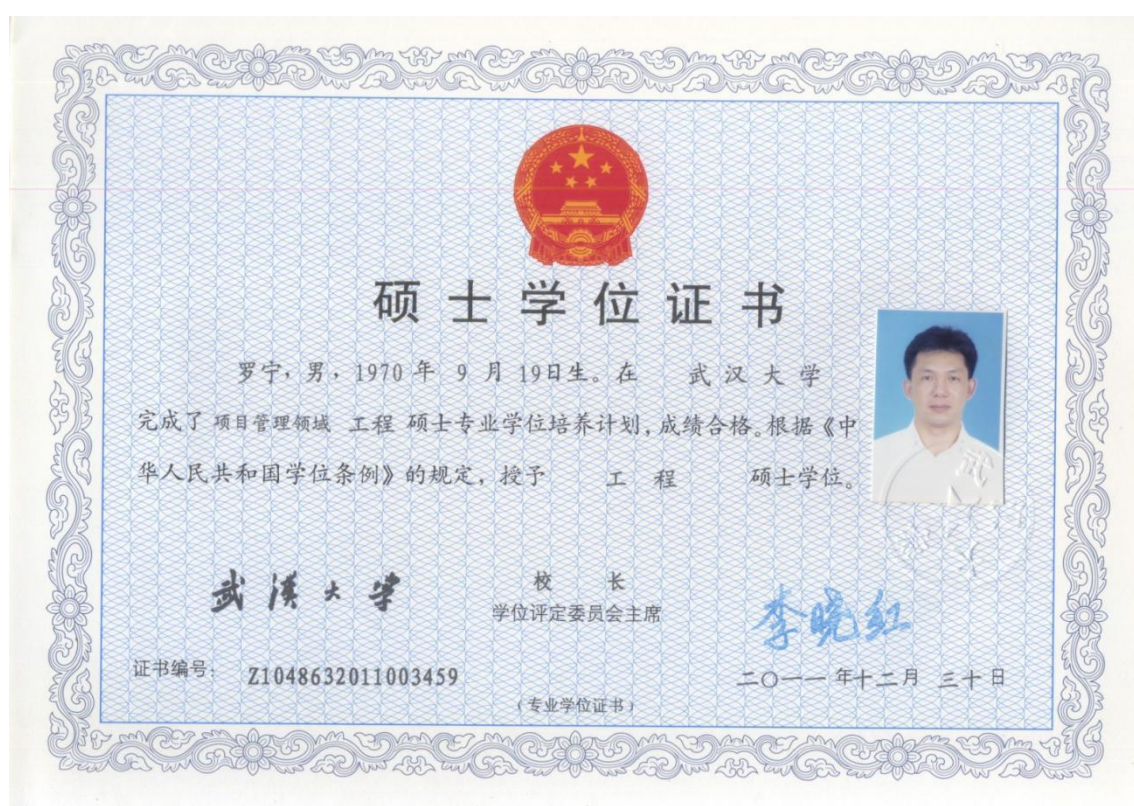 硕士学位证书
罗宁，男，1970 年 9 月 19日生。在 武汉大学
完成了 项目管理领域 工程 硕士专业学位培养计划，成绩合格。根据《中
华人民共和国学位条例》的规定，授予 工 程 硕士学位。
武漢大学
校 长
学位评定委员会主席
李晓红
证书编号： Z1048632011003459
二〇一一 年十二月 三十 日
（专业学位证书）